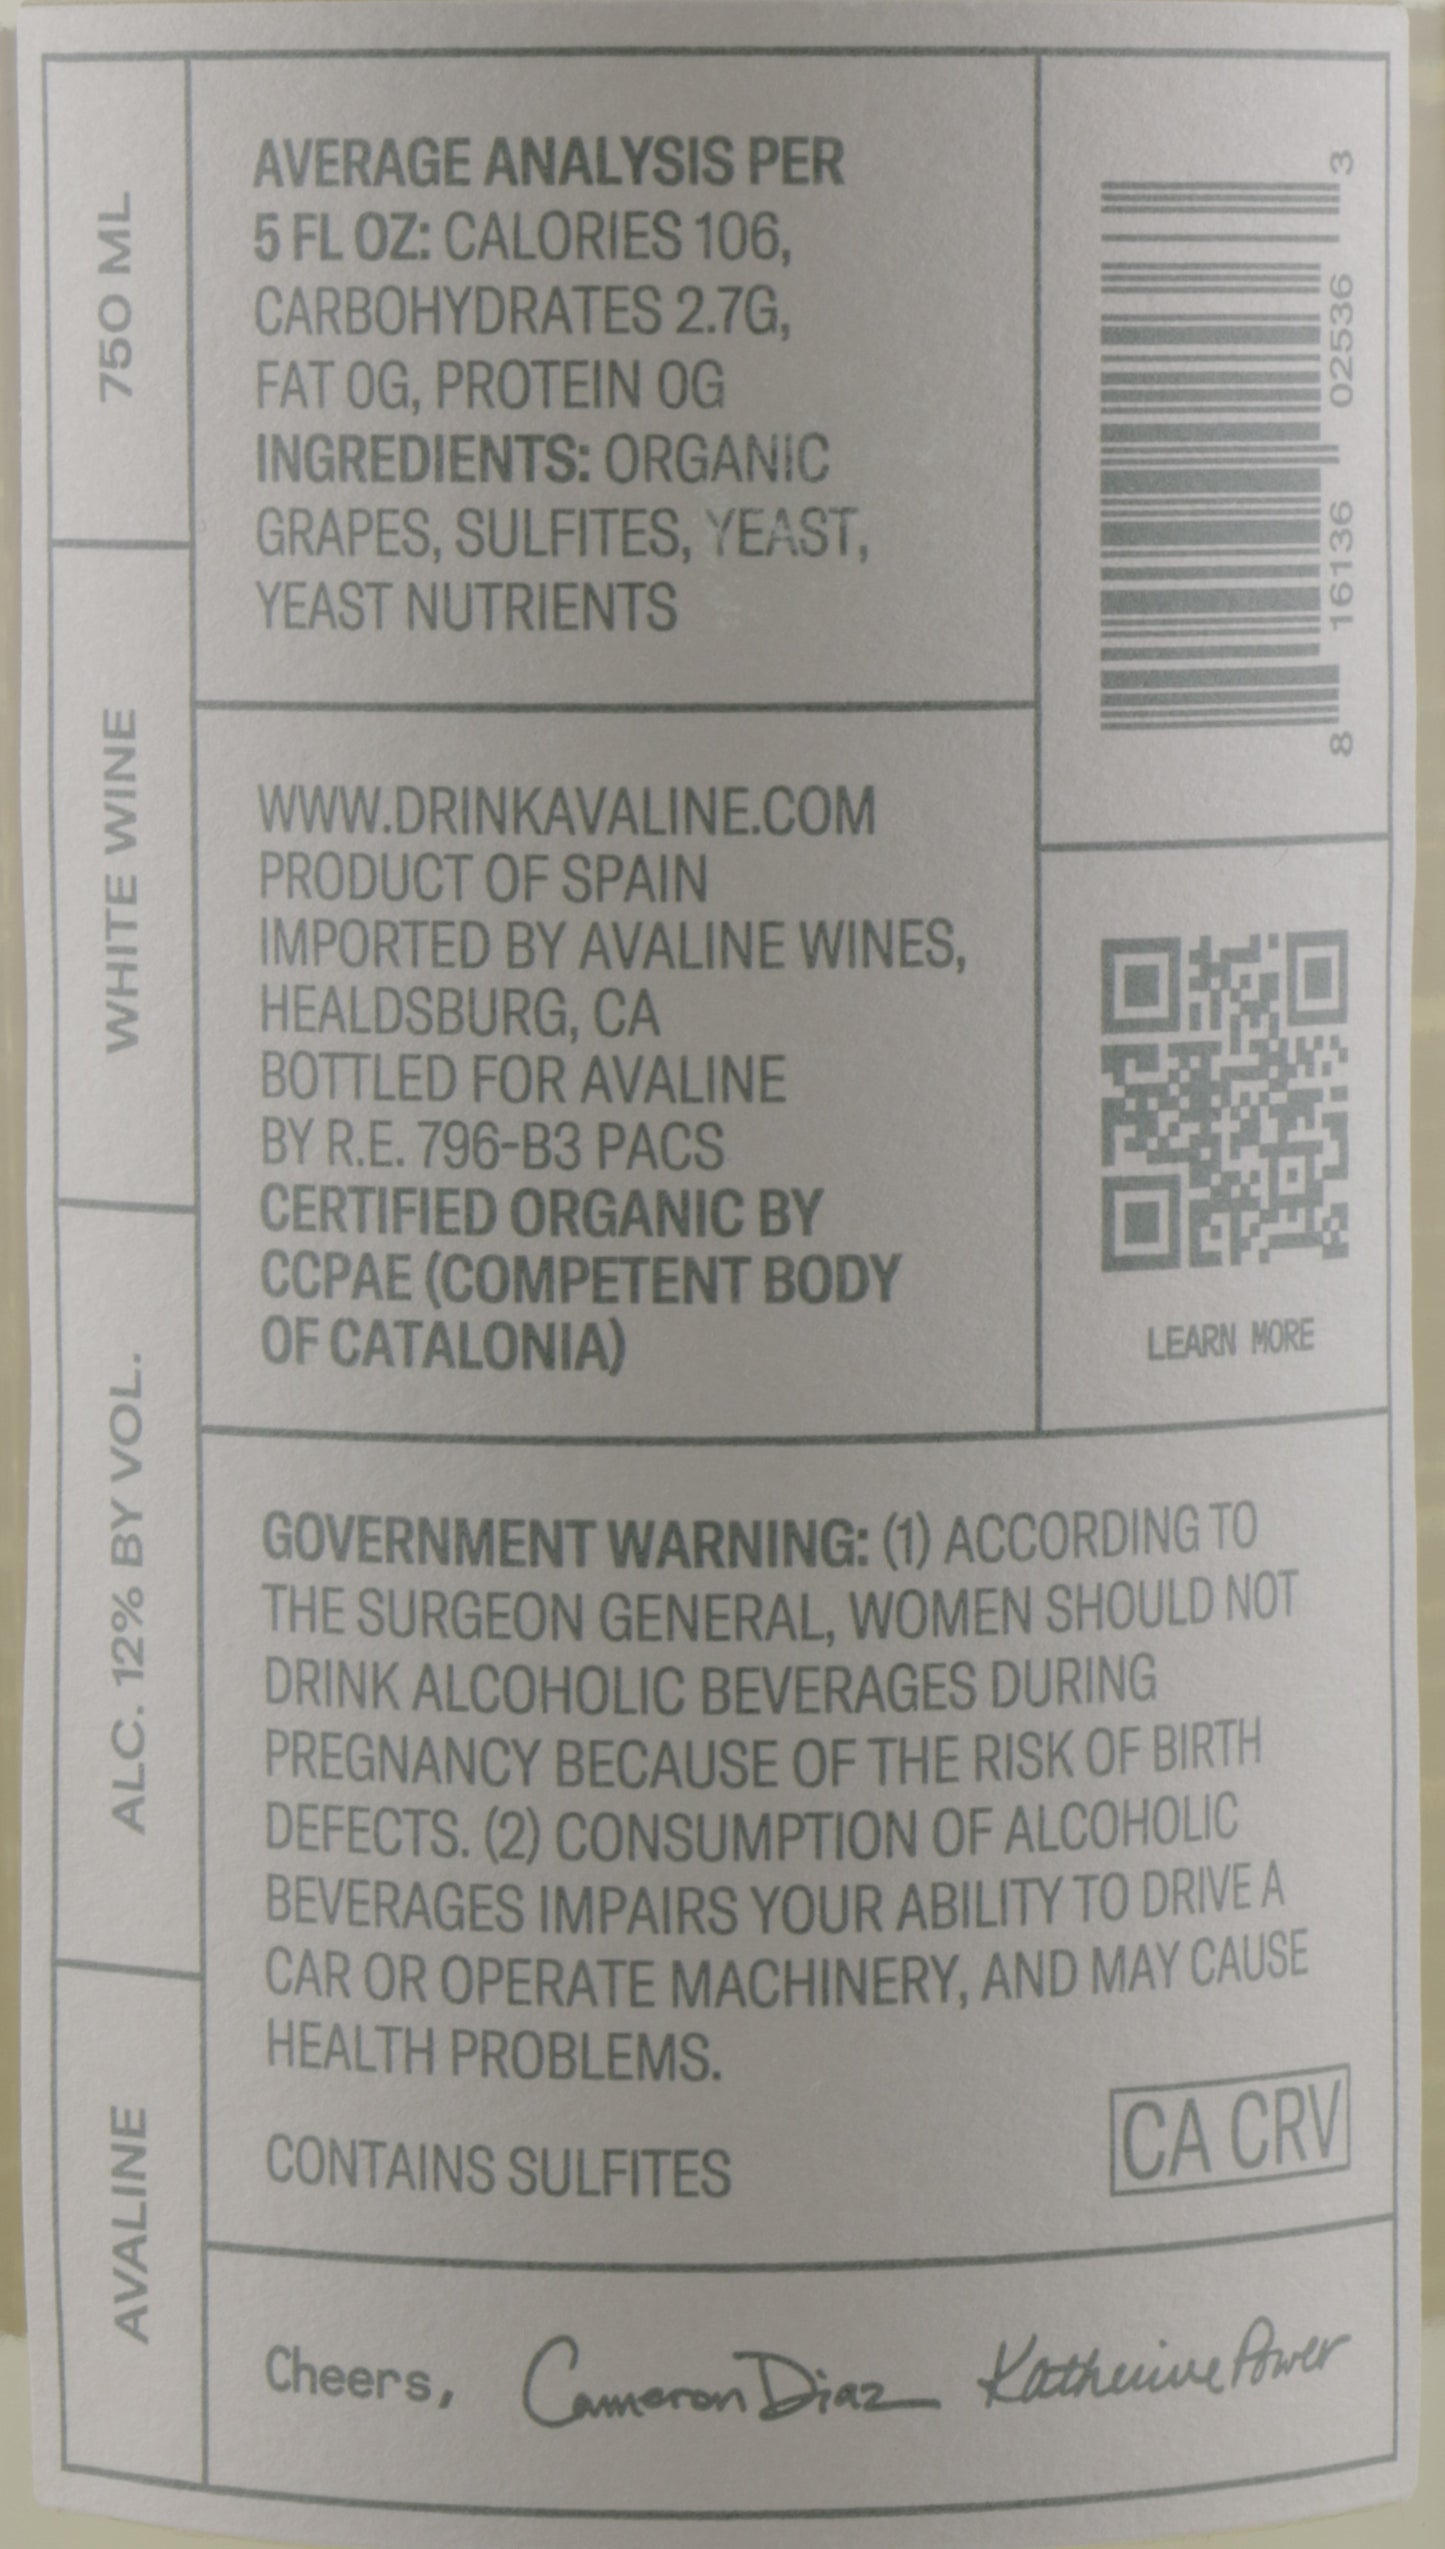 750 ML
WHITE WINE
ALC. 12% BY VOL.
AVALINE
AVERAGE ANALYSIS PER
5 FL OZ: CALORIES 106,
CARBOHYDRATES 2.7G,
FAT 0G, PROTEIN 0G
INGREDIENTS: ORGANIC
GRAPES, SULFITES, YEAST,
YEAST NUTRIENTS
8 16136 02536 3
WWW.DRINKAVALINE.COM
PRODUCT OF SPAIN
IMPORTED BY AVALINE WINES,
HEALDSBURG, CA
BOTTLED FOR AVALINE
BY R.E. 796-B3 PACS
CERTIFIED ORGANIC BY
CCPAE (COMPETENT BODY
OF CATALONIA)
LEARN MORE
GOVERNMENT WARNING: (1) ACCORDING TO
THE SURGEON GENERAL, WOMEN SHOULD NOT
DRINK ALCOHOLIC BEVERAGES DURING
PREGNANCY BECAUSE OF THE RISK OF BIRTH
DEFECTS. (2) CONSUMPTION OF ALCOHOLIC
BEVERAGES IMPAIRS YOUR ABILITY TO DRIVE A
CAR OR OPERATE MACHINERY, AND MAY CAUSE
HEALTH PROBLEMS.
CONTAINS SULFITES
CA CRV
Cheers, Cameron Diaz Katherine Power